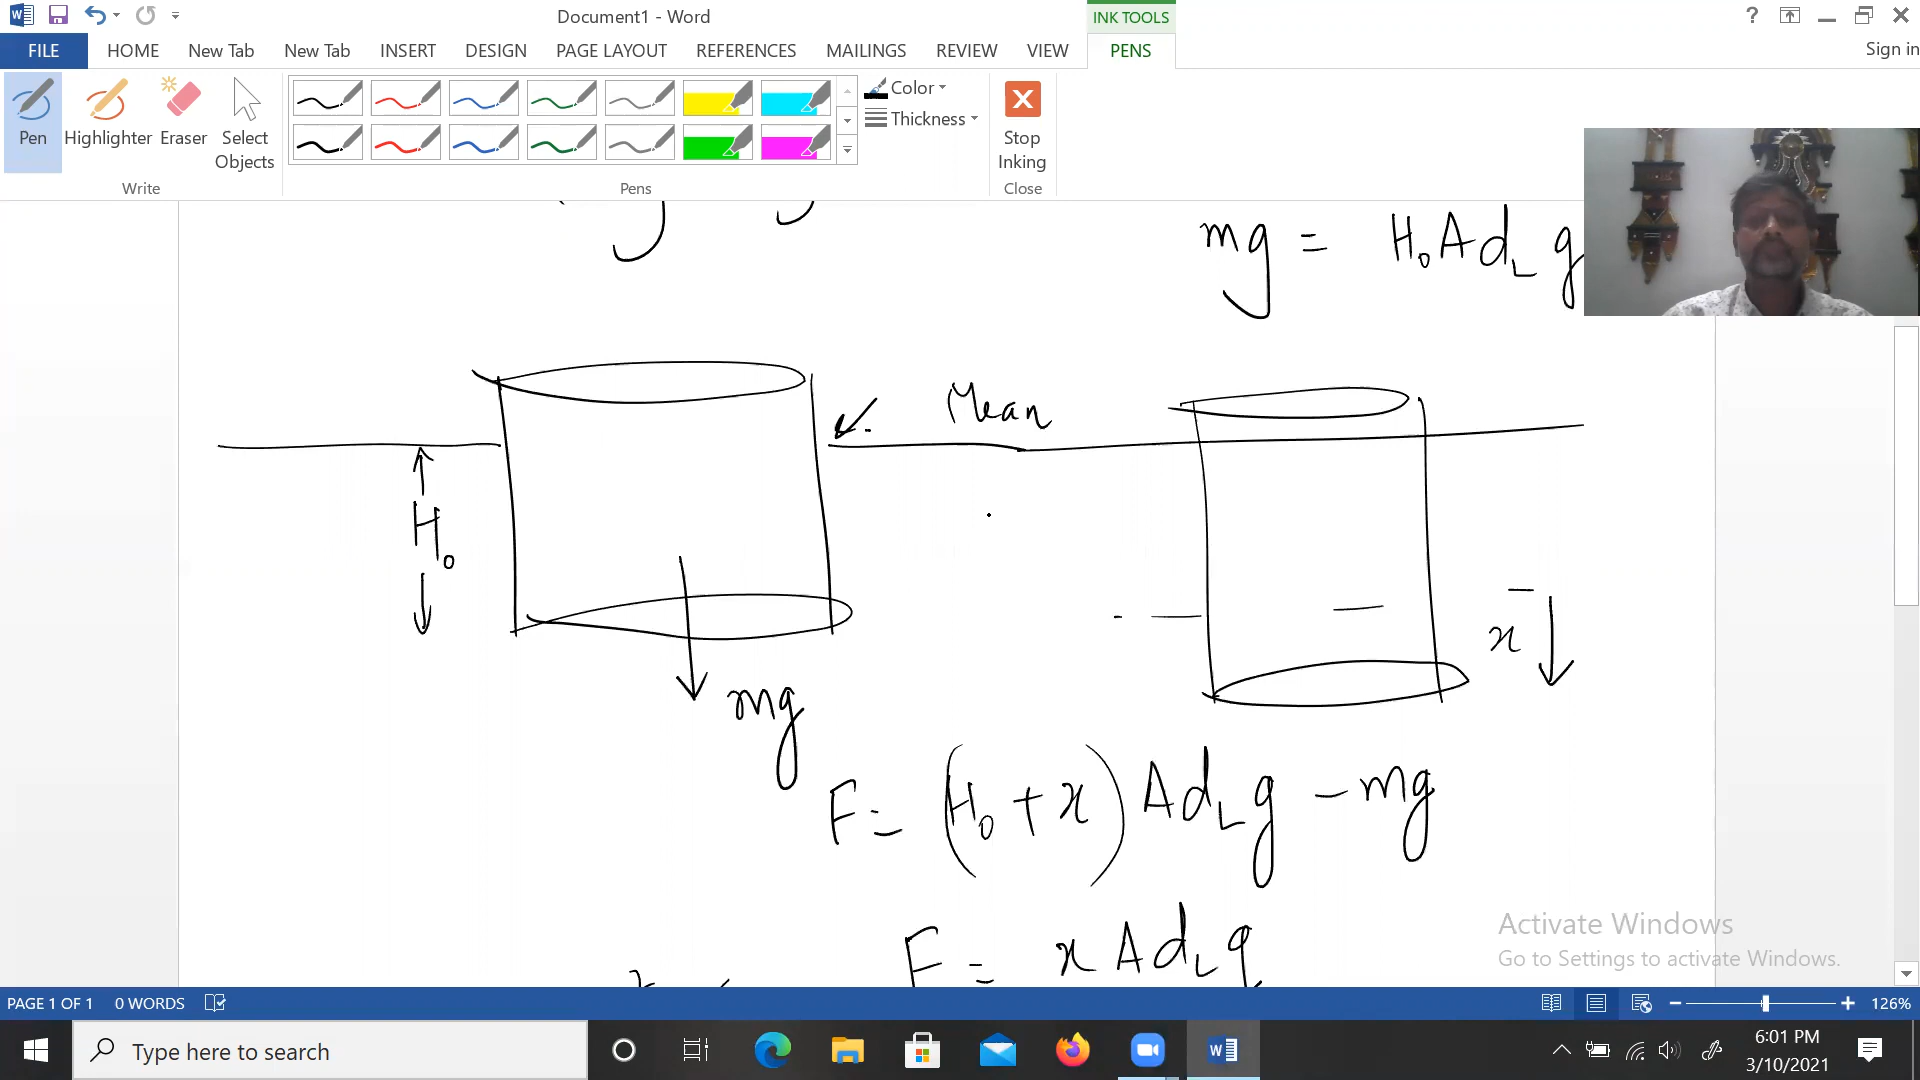 Document1 - Word
INK TOOLS
?
FILE HOME New Tab New Tab INSERT DESIGN PAGE LAYOUT REFERENCES MAILINGS REVIEW VIEW PENS Sign in
Pen Highlighter Eraser Select Objects
Color
Thickness
Stop Inking
Write Pens Close
mg = H₀Ad_L g
Mean
H₀
x
mg
F = (H₀ + x) Ad_L g - mg
F = x Ad_L g
Activate Windows
Go to Settings to activate Windows.
PAGE 1 OF 1 0 WORDS 126%
Type here to search
6:01 PM
3/10/2021